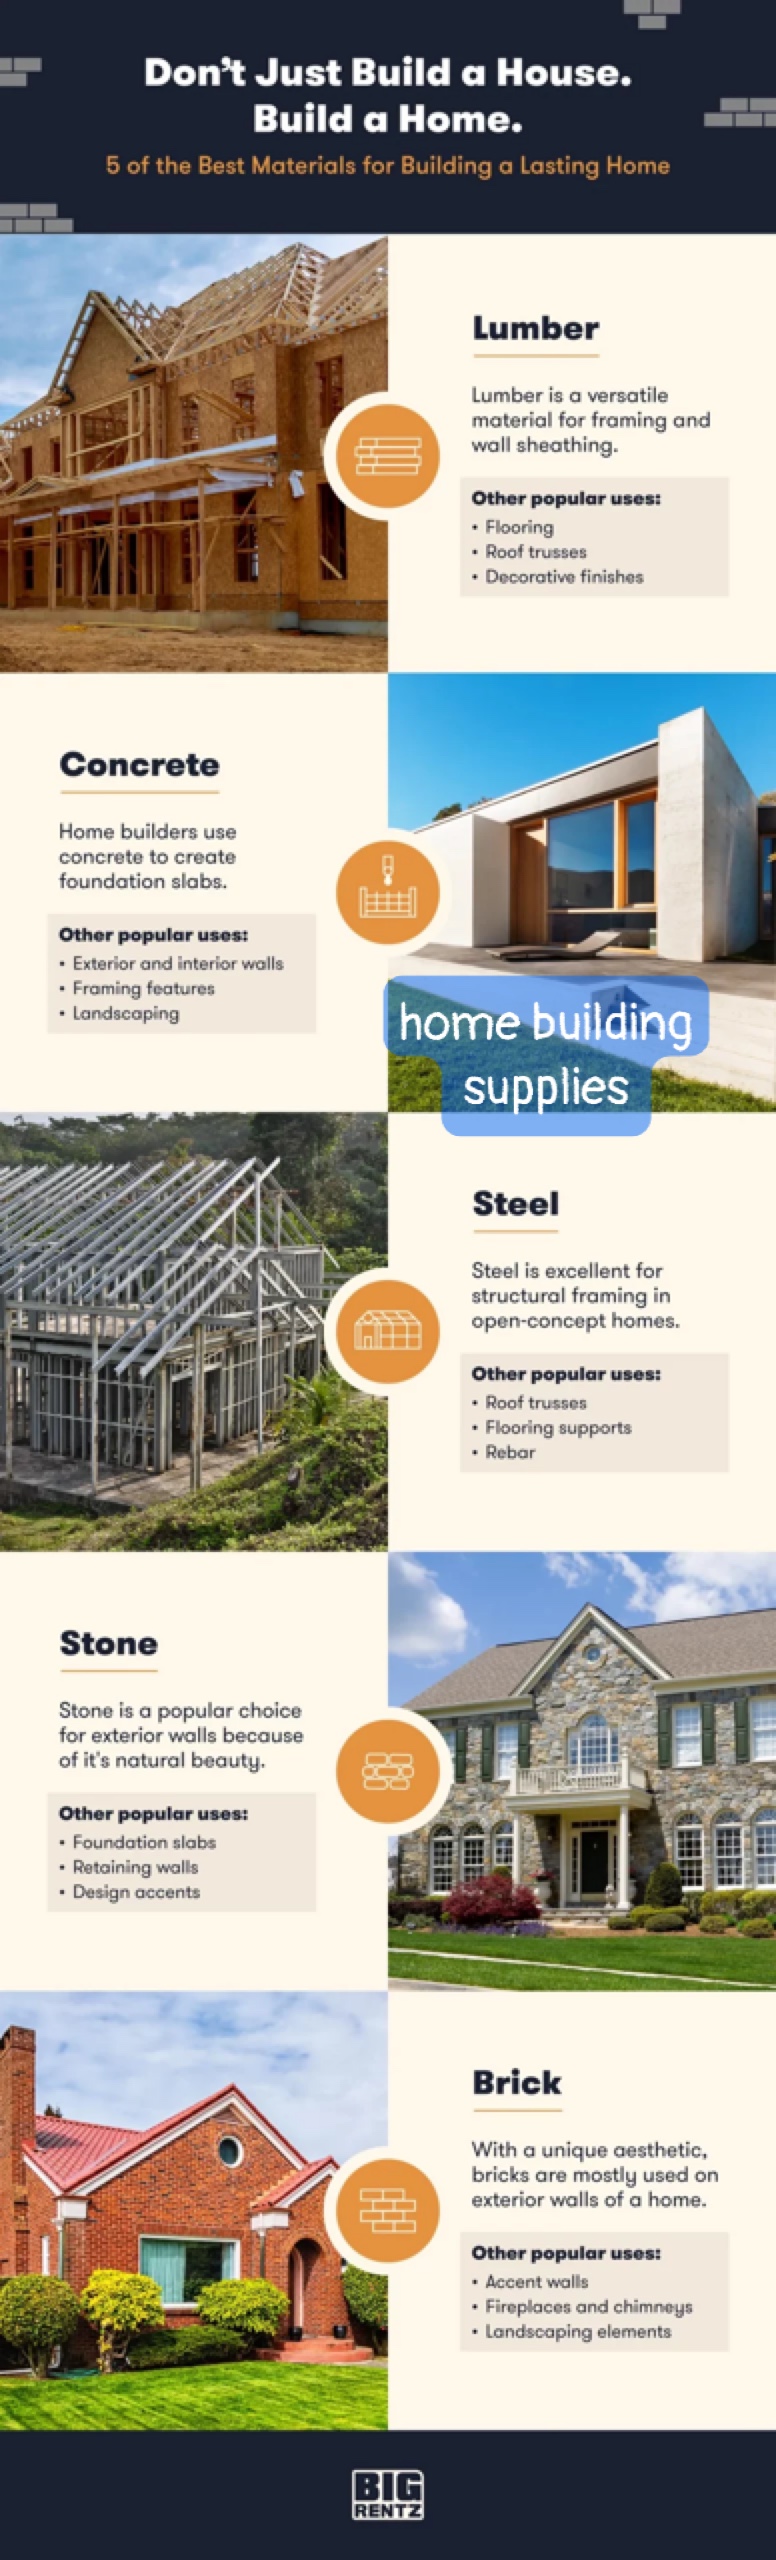 Don't Just Build a House.
Build a Home.
5 of the Best Materials for Building a Lasting Home
Lumber
Lumber is a versatile
material for framing and
wall sheathing.
Other popular uses:
• Flooring
• Roof trusses
• Decorative finishes
Concrete
Home builders use
concrete to create
foundation slabs.
Other popular uses:
• Exterior and interior walls
• Framing features
• Landscaping
home building
supplies
Steel
Steel is excellent for
structural framing in
open-concept homes.
Other popular uses:
• Roof trusses
• Flooring supports
• Rebar
Stone
Stone is a popular choice
for exterior walls because
of it's natural beauty.
Other popular uses:
• Foundation slabs
• Retaining walls
• Design accents
Brick
With a unique aesthetic,
bricks are mostly used on
exterior walls of a home.
Other popular uses:
• Accent walls
• Fireplaces and chimneys
• Landscaping elements
BIG
RENTZ